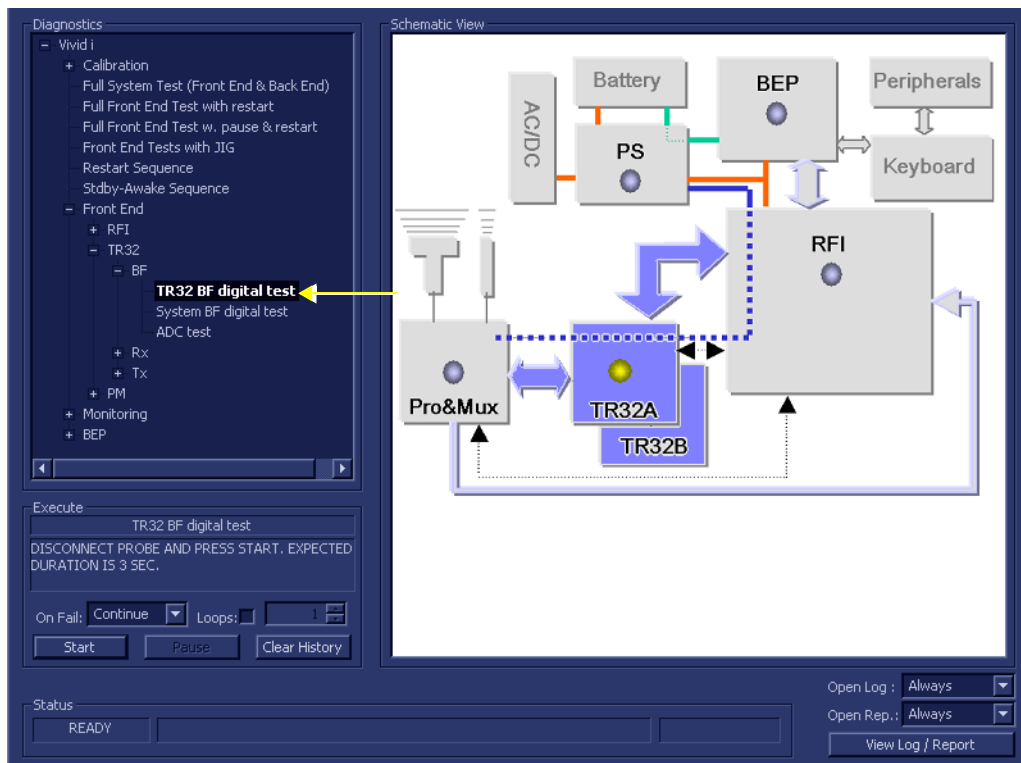 Diagnostics
Vivid i
Calibration
Full System Test (Front End & Back End)
Full Front End Test with restart
Full Front End Test w. pause & restart
Front End Tests with JIG
Restart Sequence
Stdby-Awake Sequence
Front End
RFI
TR32
BF
TR32 BF digital test
System BF digital test
ADC test
Rx
Tx
PM
Monitoring
BEP
Execute
TR32 BF digital test
DISCONNECT PROBE AND PRESS START. EXPECTED
DURATION IS 3 SEC.
On Fail: Continue Loops: 1
Start Pause Clear History
Schematic View
AC/DC
Battery
PS
BEP
Peripherals
Keyboard
RFI
Pro&Mux
TR32A
TR32B
Status
READY
Open Log : Always
Open Rep.: Always
View Log / Report